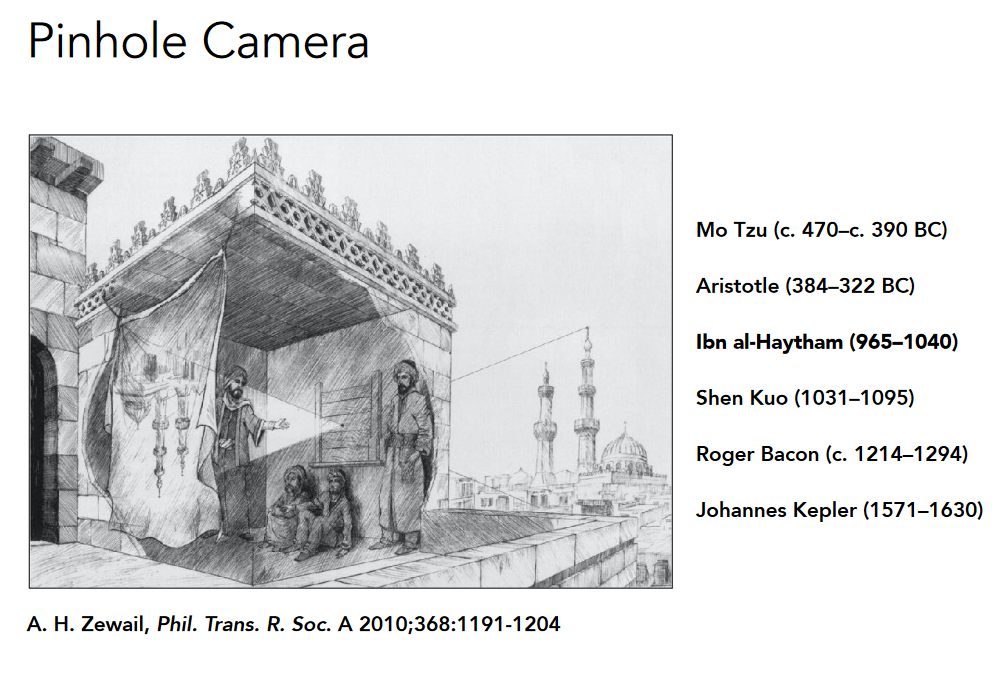 Pinhole Camera
Mo Tzu (c. 470–c. 390 BC)
Aristotle (384–322 BC)
Ibn al-Haytham (965–1040)
Shen Kuo (1031–1095)
Roger Bacon (c. 1214–1294)
Johannes Kepler (1571–1630)
A. H. Zewail, Phil. Trans. R. Soc. A 2010;368:1191-1204